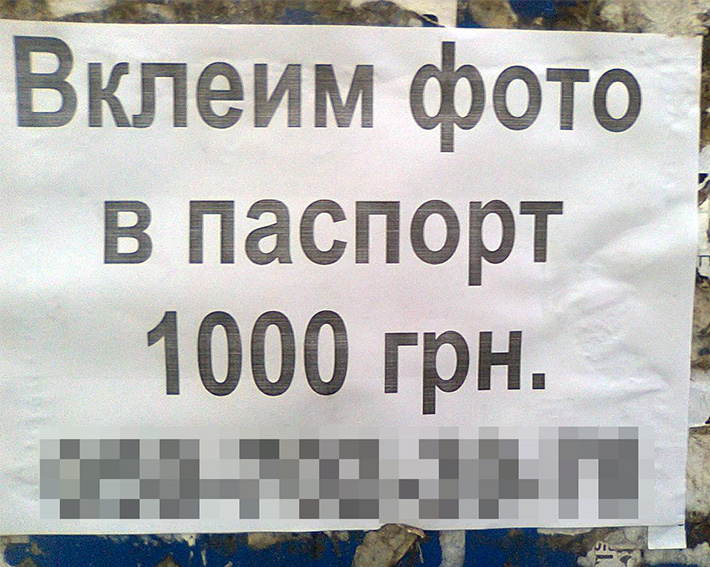 Вклеим фото
в паспорт
1000 грн.